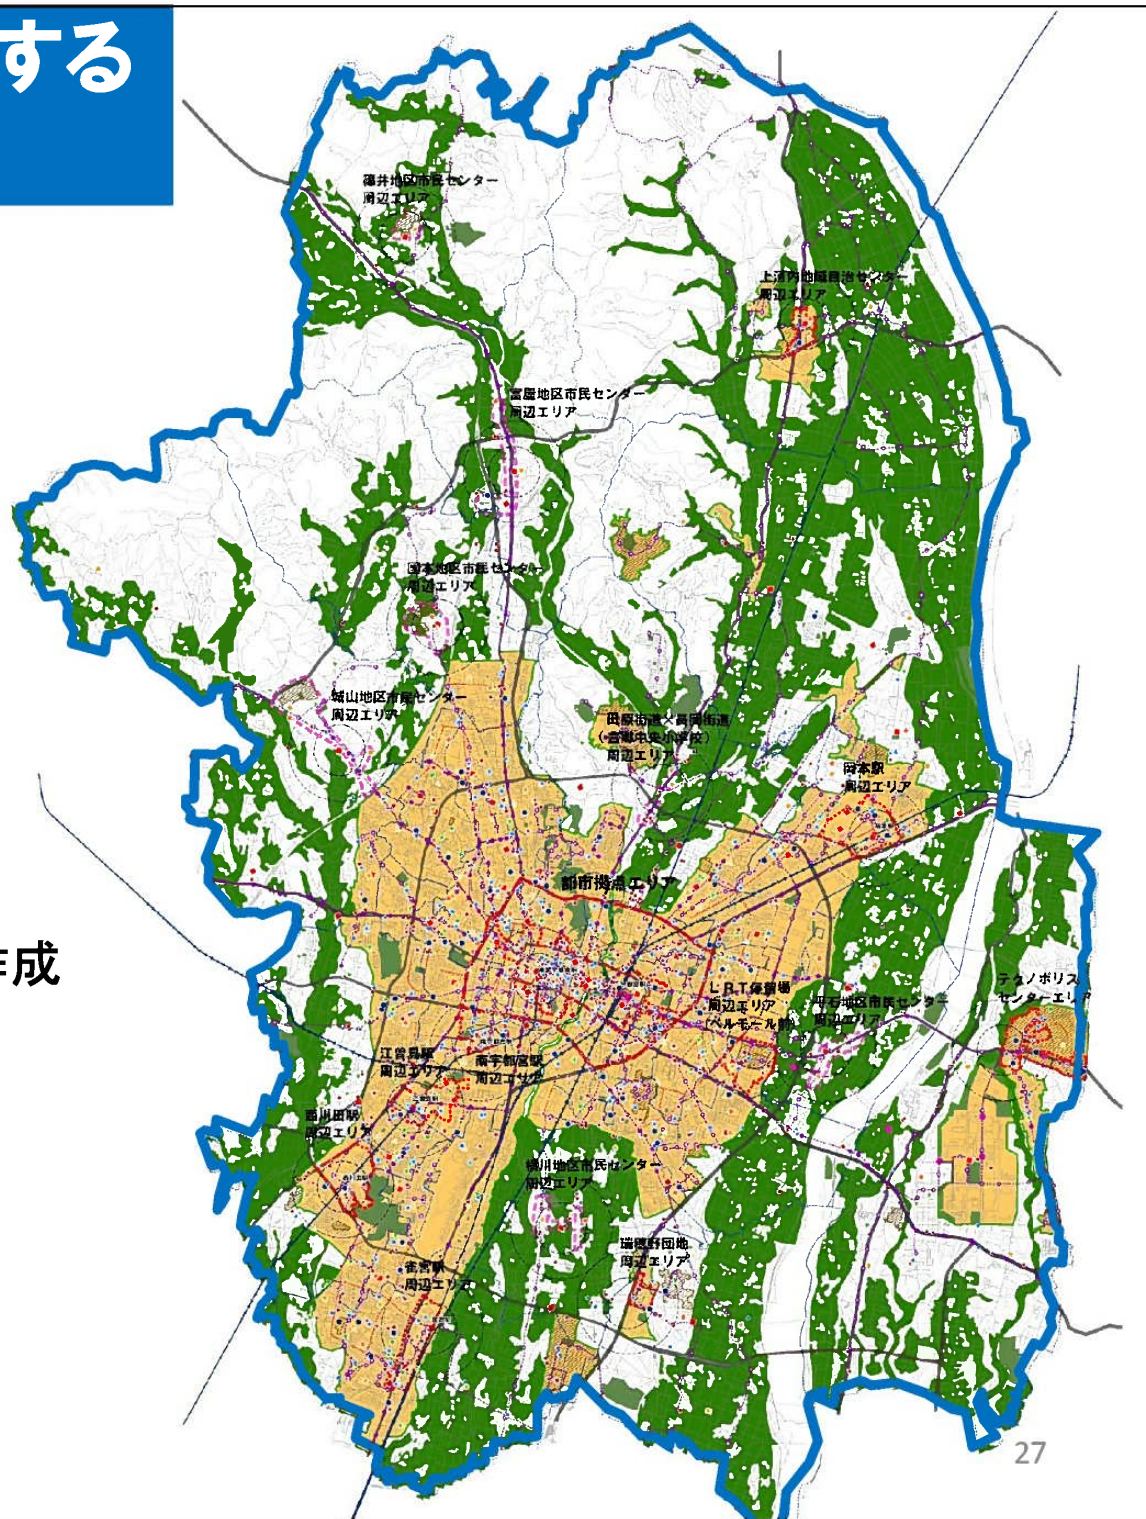 する
篠井地区市民センター
周辺エリア
上河内地域自治センター
周辺エリア
富屋地区市民センター
周辺エリア
国本地区市民センター
周辺エリア
城山地区市民センター
周辺エリア
田原街道×長岡街道
(豊郷中央小学校)
周辺エリア
岡本駅
周辺エリア
都市拠点エリア
作成
テクノポリス
センターエリア
LRT停留場
周辺エリア
(ベルモール前)
平石地区市民センター
周辺エリア
江曽島駅
周辺エリア
南宇都宮駅
周辺エリア
西川田駅
周辺エリア
横川地区市民センター
周辺エリア
瑞穂野団地
周辺エリア
雀宮駅
周辺エリア
27